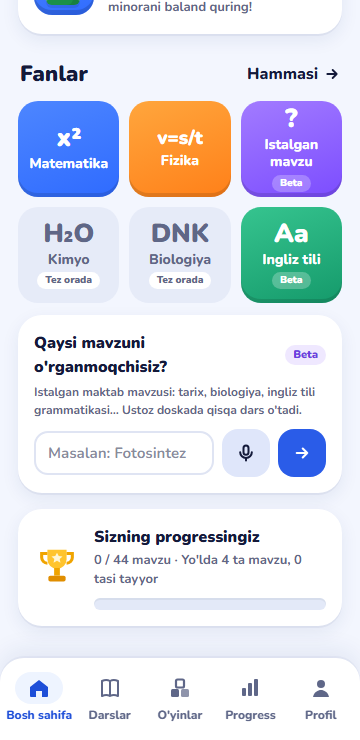 minorani baland quring!
Fanlar
Hammasi →
x²
Matematika
v=s/t
Fizika
?
Istalgan
mavzu
Beta
H₂O
Kimyo
Tez orada
DNK
Biologiya
Tez orada
Aa
Ingliz tili
Beta
Qaysi mavzuni
o'rganmoqchisiz?
Beta
Istalgan maktab mavzusi: tarix, biologiya, ingliz tili
grammatikasi... Ustoz doskada qisqa dars o'tadi.
Masalan: Fotosintez
Sizning progressingiz
0 / 44 mavzu · Yo'lda 4 ta mavzu, 0
tasi tayyor
Bosh sahifa
Darslar
O'yinlar
Progress
Profil